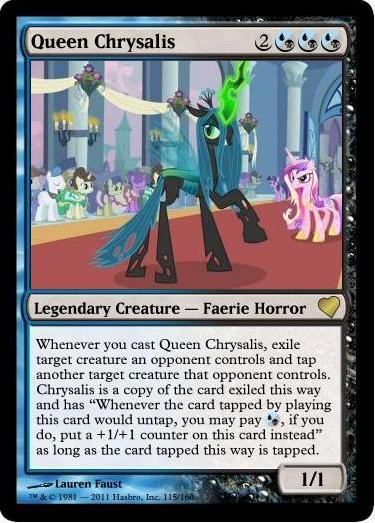 Queen Chrysalis 2
Legendary Creature — Faerie Horror
Whenever you cast Queen Chrysalis, exile
target creature an opponent controls and tap
another target creature that opponent controls.
Chrysalis is a copy of the card exiled this way
and has “Whenever the card tapped by playing
this card would untap, you may pay , if you
do, put a +1/+1 counter on this card instead”
as long as the card tapped this way is tapped.
Lauren Faust
™ & © 1981 — 2011 Hasbro, Inc. 115/160
1/1